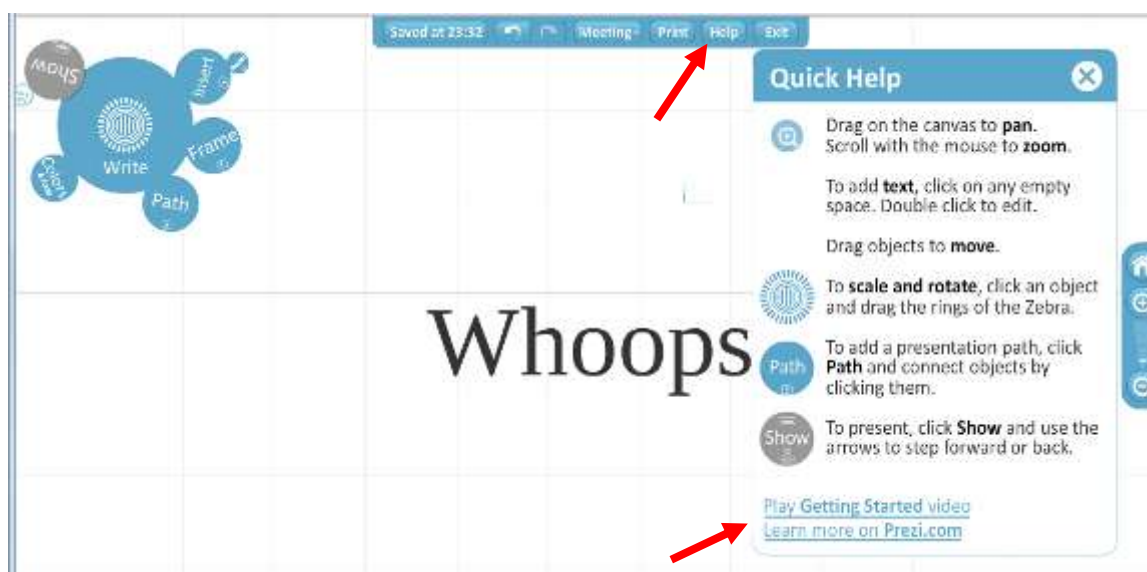 Saved at 23:32
Meeting
Print
Help
Exit
Show
Insert
Write
Frame
Colors
Path
Whoops
Quick Help
Drag on the canvas to pan.
Scroll with the mouse to zoom.
To add text, click on any empty
space. Double click to edit.
Drag objects to move.
To scale and rotate, click an object
and drag the rings of the Zebra.
Path
To add a presentation path, click
Path and connect objects by
clicking them.
Show
To present, click Show and use the
arrows to step forward or back.
Play Getting Started video
Learn more on Prezi.com